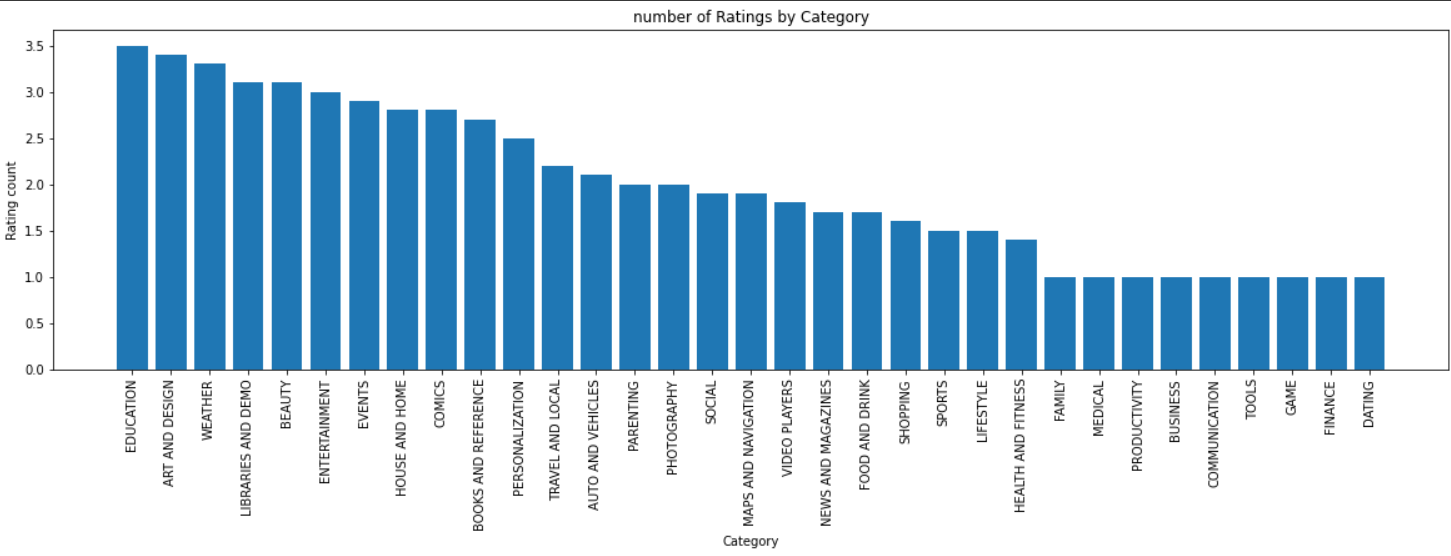 number of Ratings by Category
Rating count
3.5
3.0
2.5
2.0
1.5
1.0
0.5
0.0
EDUCATION
ART AND DESIGN
WEATHER
LIBRARIES AND DEMO
BEAUTY
ENTERTAINMENT
EVENTS
HOUSE AND HOME
COMICS
BOOKS AND REFERENCE
PERSONALIZATION
TRAVEL AND LOCAL
AUTO AND VEHICLES
PARENTING
PHOTOGRAPHY
SOCIAL
MAPS AND NAVIGATION
VIDEO PLAYERS
NEWS AND MAGAZINES
FOOD AND DRINK
SHOPPING
SPORTS
LIFESTYLE
HEALTH AND FITNESS
FAMILY
MEDICAL
PRODUCTIVITY
BUSINESS
COMMUNICATION
TOOLS
GAME
FINANCE
DATING
Category